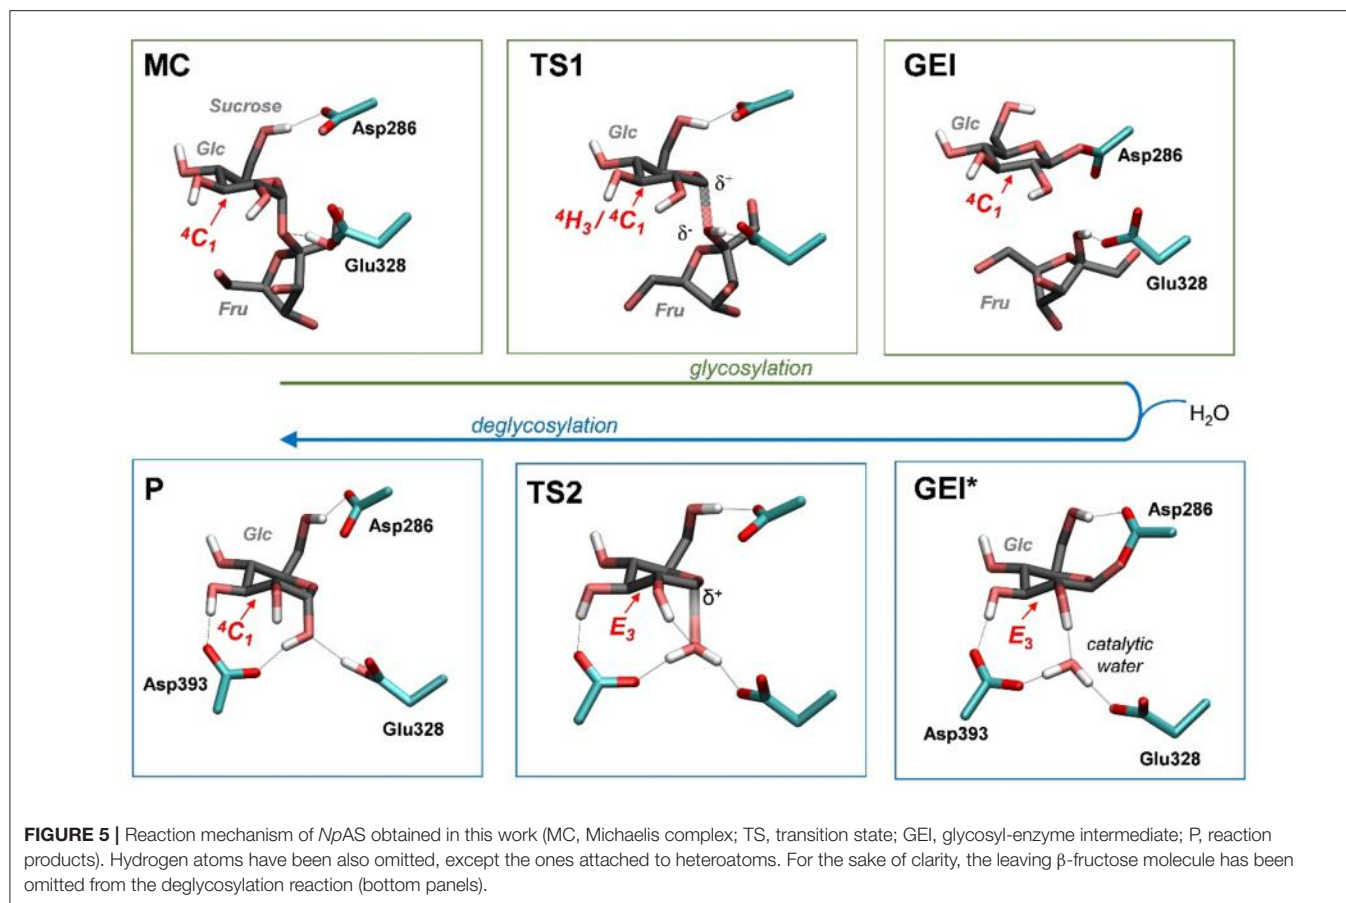 MC
Sucrose
Asp286
Glc
⁴C₁
Glu328
Fru
TS1
Glc
δ⁺
⁴H₃ / ⁴C₁
δ⁻
Fru
GEI
Glc
Asp286
⁴C₁
Glu328
Fru
glycosylation
H₂O
deglycosylation
P
Asp286
Glc
⁴C₁
Asp393
Glu328
TS2
δ⁺
E₃
GEI*
Asp286
Glc
E₃
catalytic
water
Asp393
Glu328
FIGURE 5 | Reaction mechanism of NpAS obtained in this work (MC, Michaelis complex; TS, transition state; GEI, glycosyl-enzyme intermediate; P, reaction
products). Hydrogen atoms have been also omitted, except the ones attached to heteroatoms. For the sake of clarity, the leaving β-fructose molecule has been
omitted from the deglycosylation reaction (bottom panels).